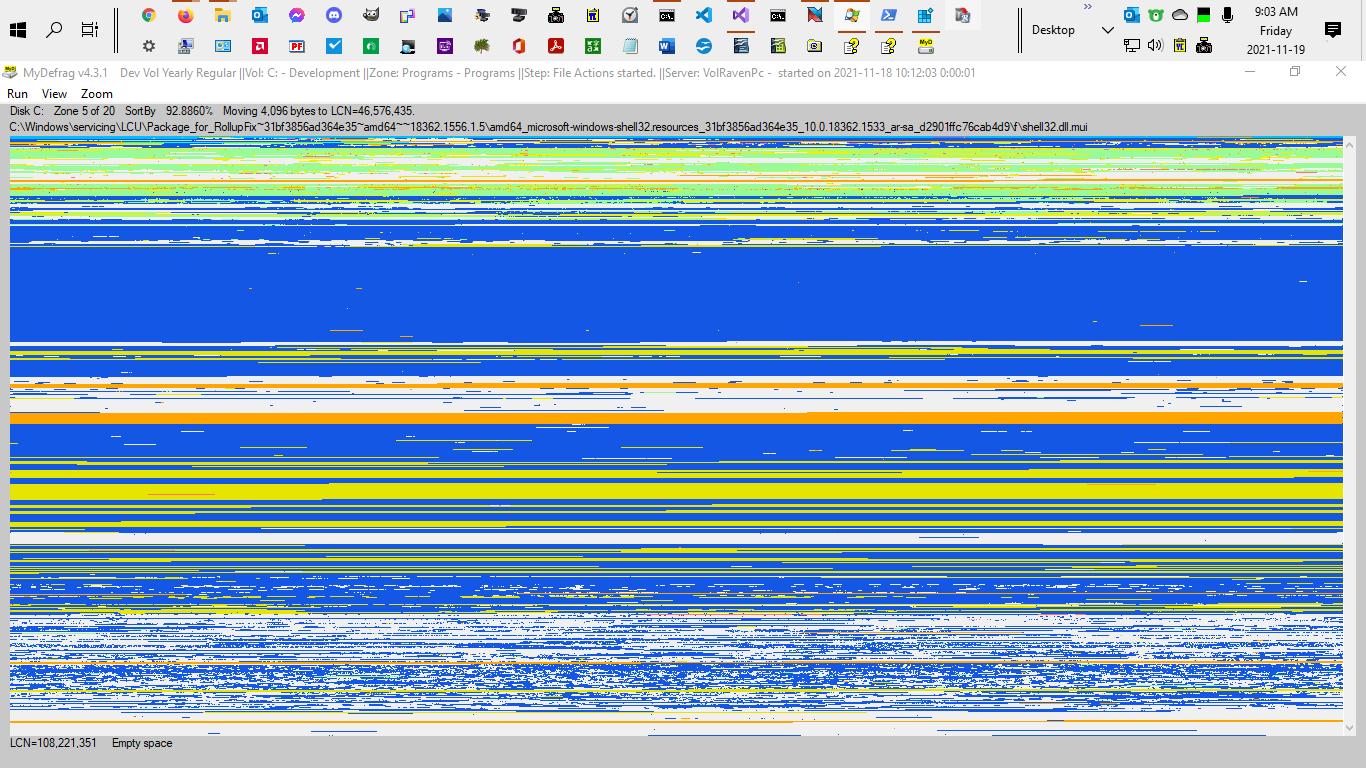 9:03 AM
Desktop
Friday
2021-11-19
MyDefrag v4.3.1 Dev Vol Yearly Regular ||Vol: C: - Development ||Zone: Programs - Programs ||Step: File Actions started. ||Server: VolRavenPc - started on 2021-11-18 10:12:03 0:00:01
Run View Zoom
Disk C: Zone 5 of 20 SortBy 92.8860% Moving 4,096 bytes to LCN=46,576,435.
C:\Windows\servicing\LCU\Package_for_RollupFix~31bf3856ad364e35~amd64~~18362.1556.1.5\amd64_microsoft-windows-shell32.resources_31bf3856ad364e35_10.0.18362.1533_ar-sa_d2901ffc76cab4d9\f\shell32.dll.mui
LCN=108,221,351 Empty space